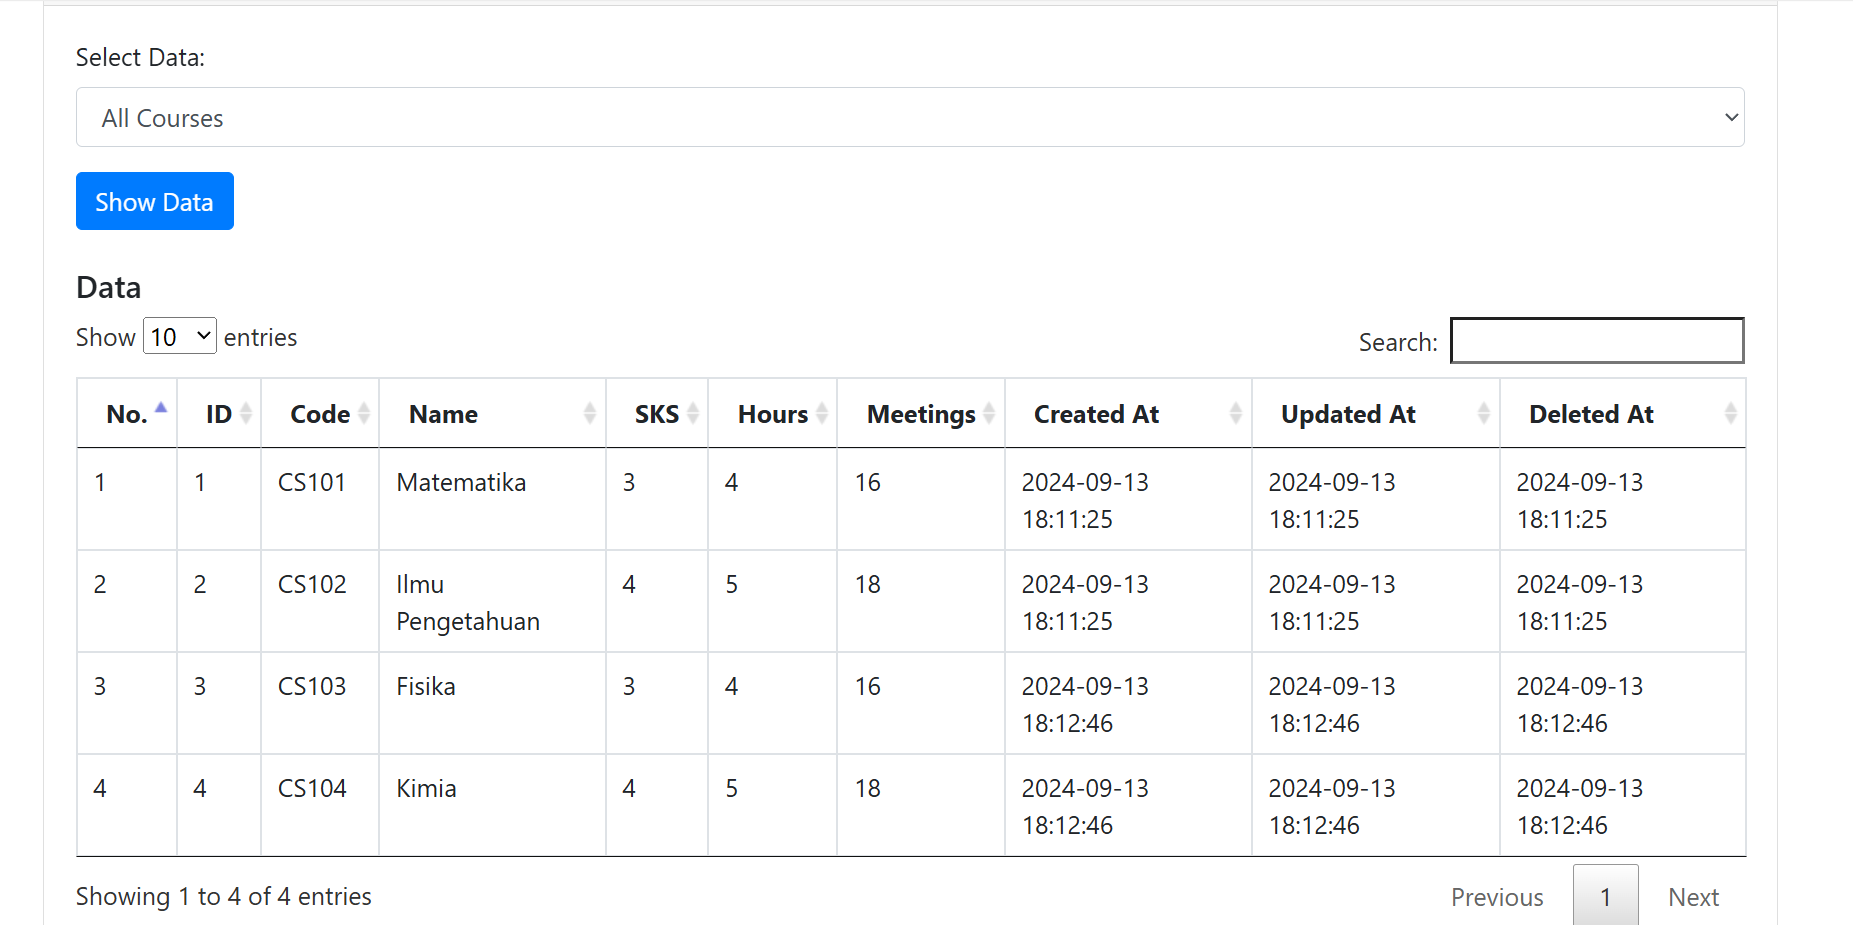 Select Data:
All Courses
Show Data
Data
Show 10 entries
Search:
No. ID Code Name SKS Hours Meetings Created At Updated At Deleted At
1 1 CS101 Matematika 3 4 16 2024-09-13 2024-09-13 2024-09-13
18:11:25 18:11:25 18:11:25
2 2 CS102 Ilmu 4 5 18 2024-09-13 2024-09-13 2024-09-13
Pengetahuan 18:11:25 18:11:25 18:11:25
3 3 CS103 Fisika 3 4 16 2024-09-13 2024-09-13 2024-09-13
18:12:46 18:12:46 18:12:46
4 4 CS104 Kimia 4 5 18 2024-09-13 2024-09-13 2024-09-13
18:12:46 18:12:46 18:12:46
Showing 1 to 4 of 4 entries
Previous 1 Next